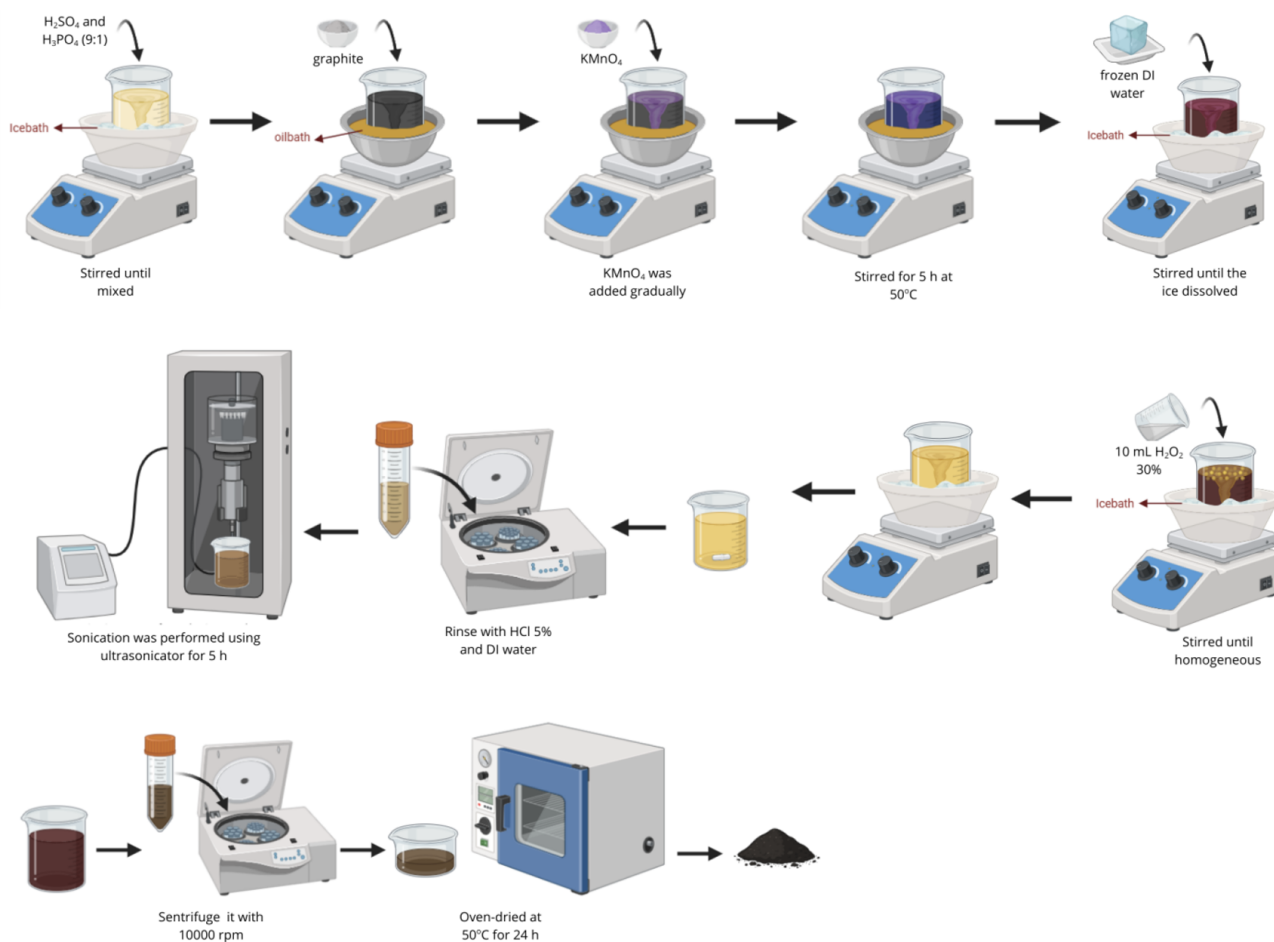 H₂SO₄ and
H₃PO₄ (9:1)
Icebath
Stirred until
mixed
graphite
oilbath
KMnO₄
KMnO₄ was
added gradually
Stirred for 5 h at
50°C
frozen DI
water
Icebath
Stirred until the
ice dissolved
10 mL H₂O₂
30%
Icebath
Stirred until
homogeneous
Rinse with HCl 5%
and DI water
Sonication was performed using
ultrasonicator for 5 h
Sentrifuge it with
10000 rpm
Oven-dried at
50°C for 24 h